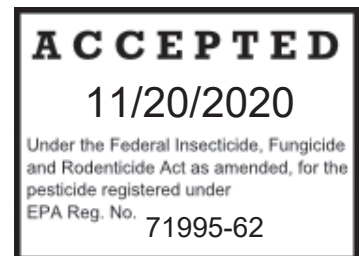 ACCEPTED
11/20/2020
Under the Federal Insecticide, Fungicide
and Rodenticide Act as amended, for the
pesticide registered under
EPA Reg. No. 71995-62